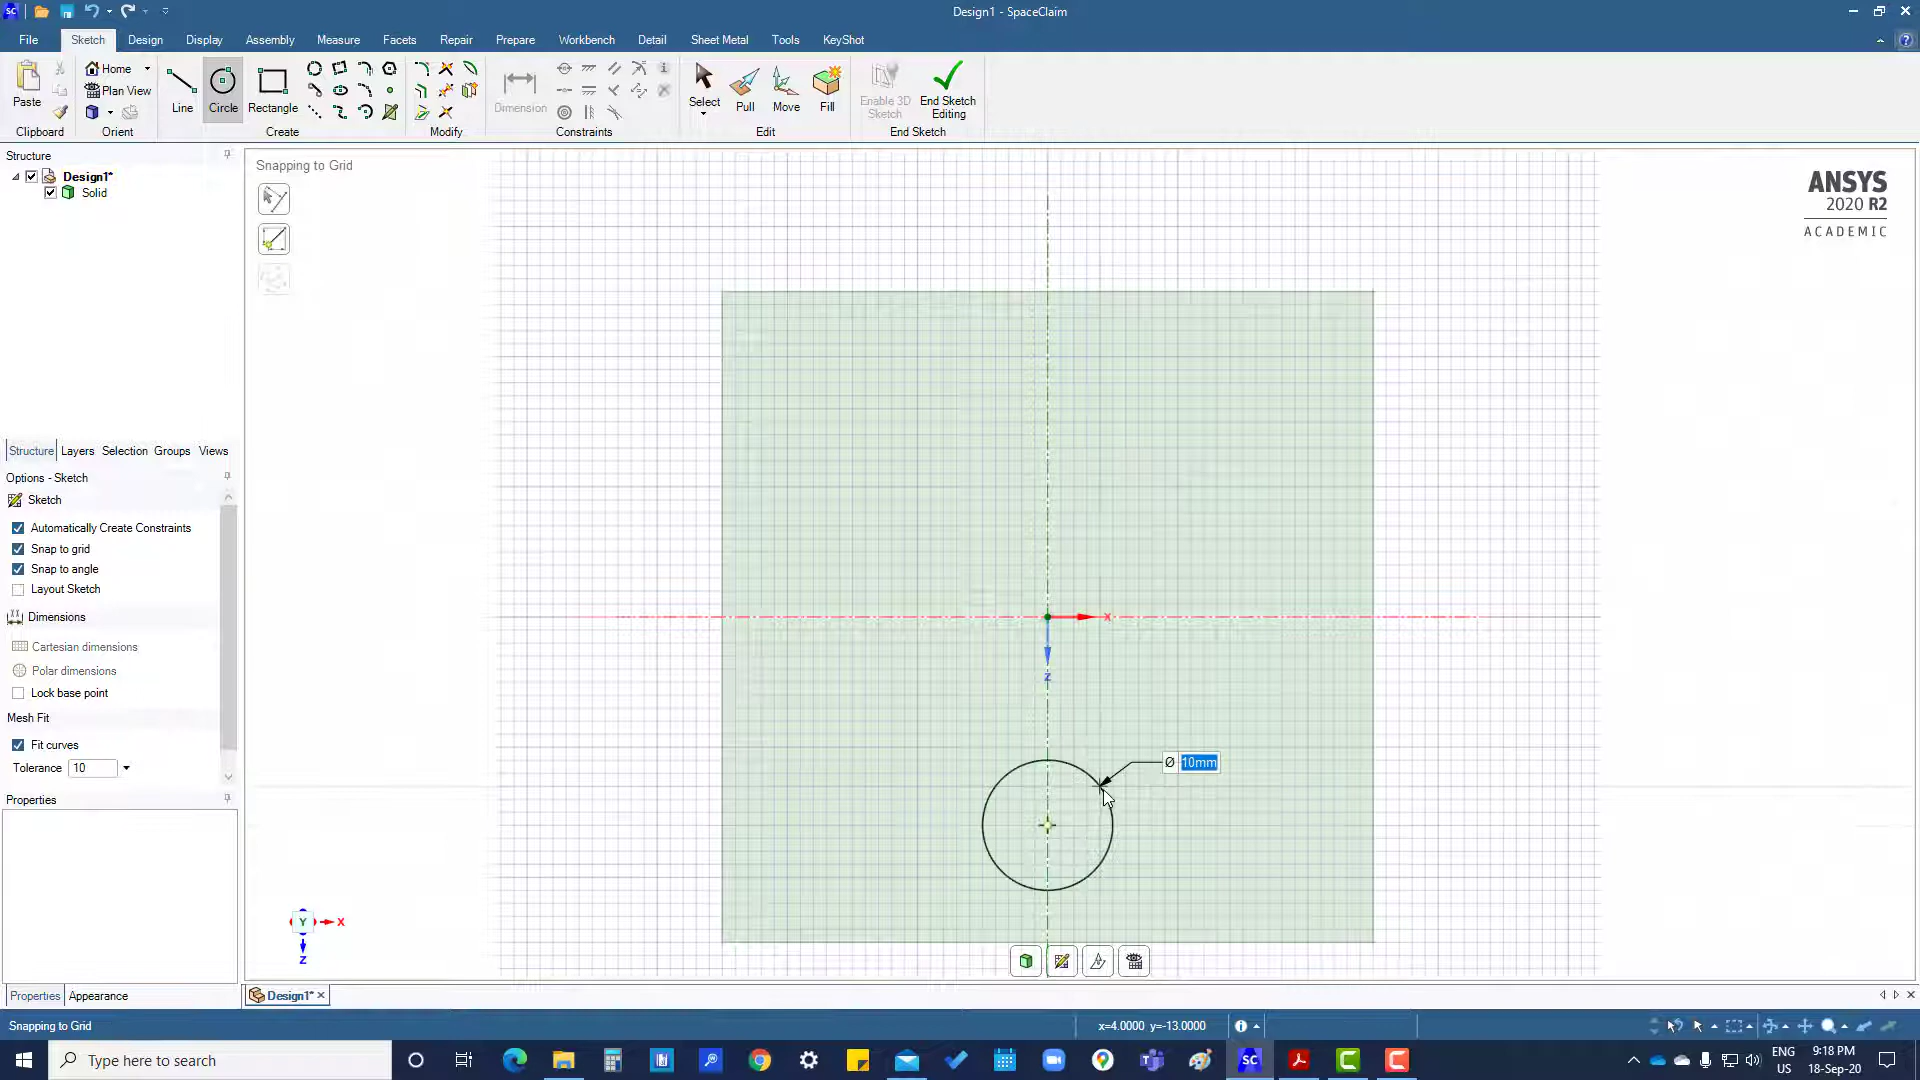 Design1 - SpaceClaim
File Sketch Design Display Assembly Measure Facets Repair Prepare Workbench Detail Sheet Metal Tools KeyShot
Paste
Home
Plan View
Line Circle Rectangle
Dimension
Select Pull Move Fill
Enable 3D Sketch
End Sketch Editing
Clipboard Orient Create Modify Constraints Edit End Sketch
Structure
Design1*
Solid
Structure Layers Selection Groups Views
Options - Sketch
Sketch
Automatically Create Constraints
Snap to grid
Snap to angle
Layout Sketch
Dimensions
Cartesian dimensions
Polar dimensions
Lock base point
Mesh Fit
Fit curves
Tolerance 10
Properties
Properties Appearance
Snapping to Grid
ANSYS
2020 R2
ACADEMIC
X
Z
Ø 10mm
Y X
Z
Design1*
Snapping to Grid
x=4.0000 y=-13.0000
Type here to search
ENG
US
9:18 PM
18-Sep-20